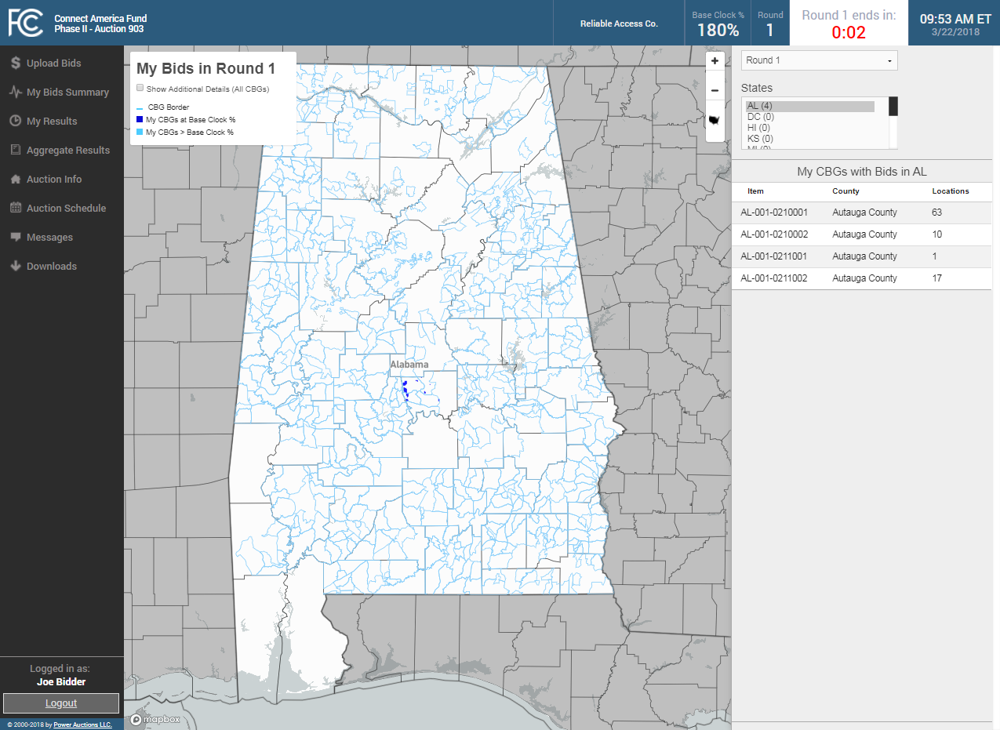 FCC
Connect America Fund
Phase II - Auction 903
Reliable Access Co.
Base Clock %
180%
Round
1
Round 1 ends in:
0:02
09:53 AM ET
3/22/2018
Upload Bids
My Bids Summary
My Results
Aggregate Results
Auction Info
Auction Schedule
Messages
Downloads
Logged in as:
Joe Bidder
Logout
© 2000-2018 by Power Auctions LLC.
My Bids in Round 1
Show Additional Details (All CBGs)
CBG Border
My CBGs at Base Clock %
My CBGs > Base Clock %
+
−
Alabama
mapbox
Round 1
States
AL (4)
DC (0)
HI (0)
KS (0)
MI (0)
My CBGs with Bids in AL
Item County Locations
AL-001-0210001 Autauga County 63
AL-001-0210002 Autauga County 10
AL-001-0211001 Autauga County 1
AL-001-0211002 Autauga County 17